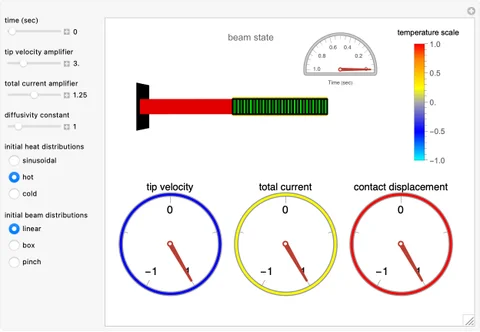 time (sec)
0
tip velocity amplifier
3.
total current amplifier
1.25
diffusivity constant
1
initial heat distributions
sinusoidal
hot
cold
initial beam distributions
linear
box
pinch
beam state
0.6 0.4
0.8 0.2
1.0
Time (sec)
temperature scale
1.0
0.5
0.
-0.5
-1.0
tip velocity
total current
contact displacement
0
0
0
-1 1
-1 1
-1 1